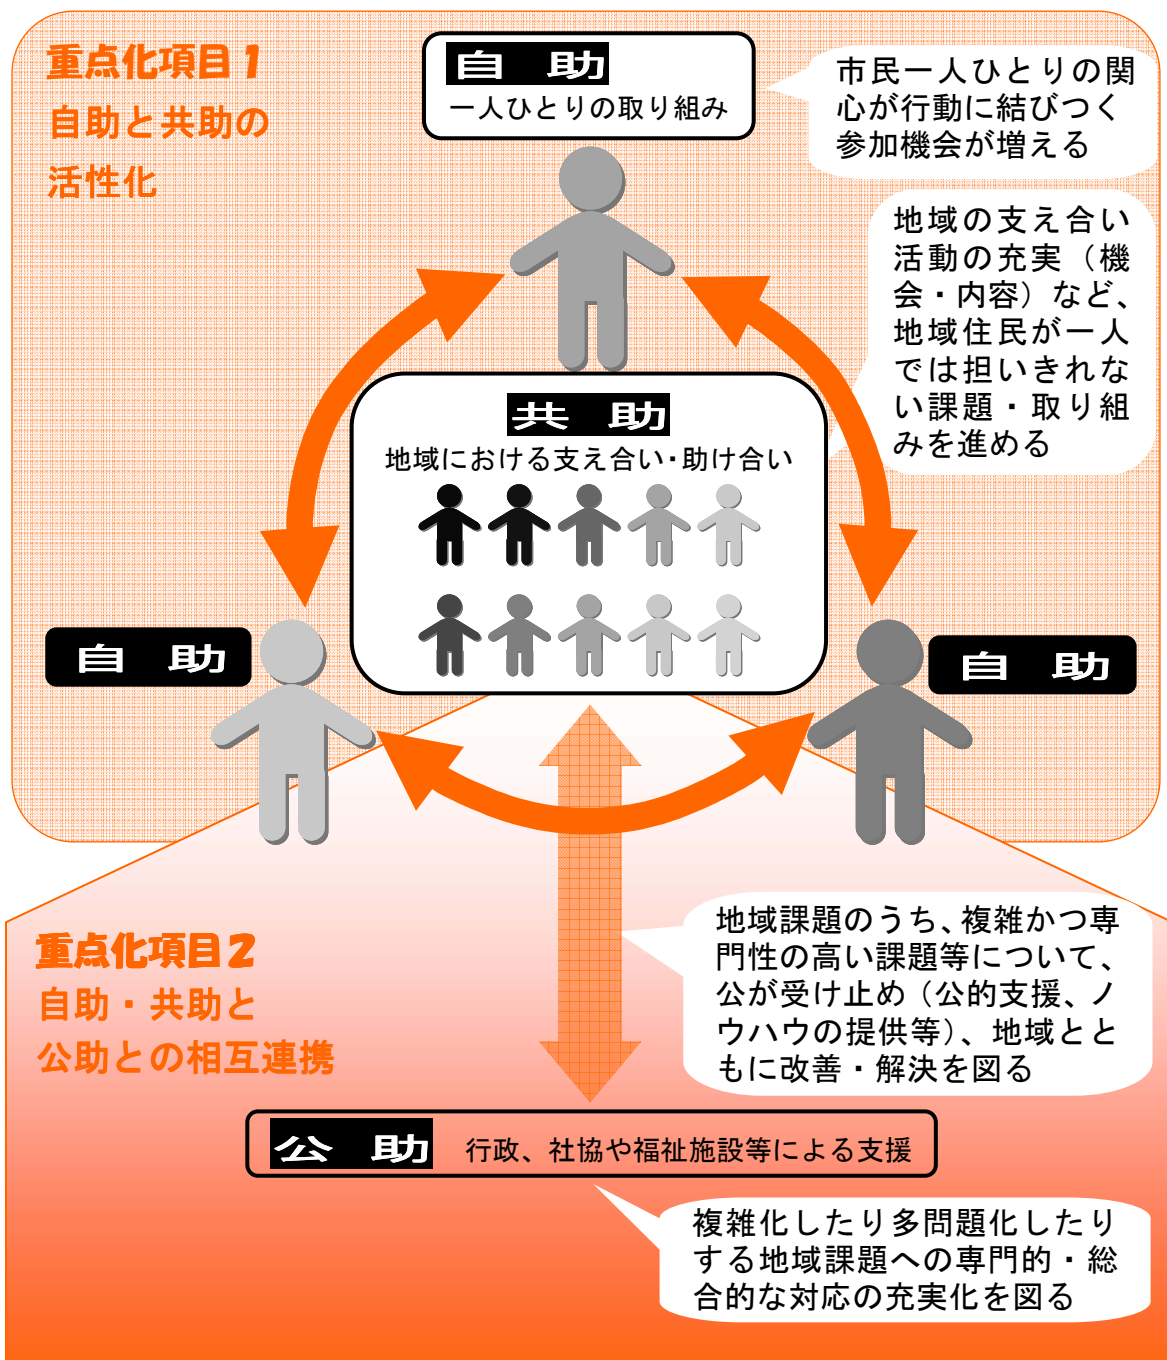 重点化項目1
自助と共助の
活性化
自 助
一人ひとりの取り組み
市民一人ひとりの関
心が行動に結びつく
参加機会が増える
地域の支え合い
活動の充実（機
会・内容）など、
地域住民が一人
では担いきれな
い課題・取り組
みを進める
共 助
地域における支え合い・助け合い
自 助
自 助
重点化項目2
自助・共助と
公助との相互連携
地域課題のうち、複雑かつ専
門性の高い課題等について、
公が受け止め（公的支援、ノ
ウハウの提供等）、地域とと
もに改善・解決を図る
公 助 行政、社協や福祉施設等による支援
複雑化したり多問題化したり
する地域課題への専門的・総
合的な対応の充実化を図る